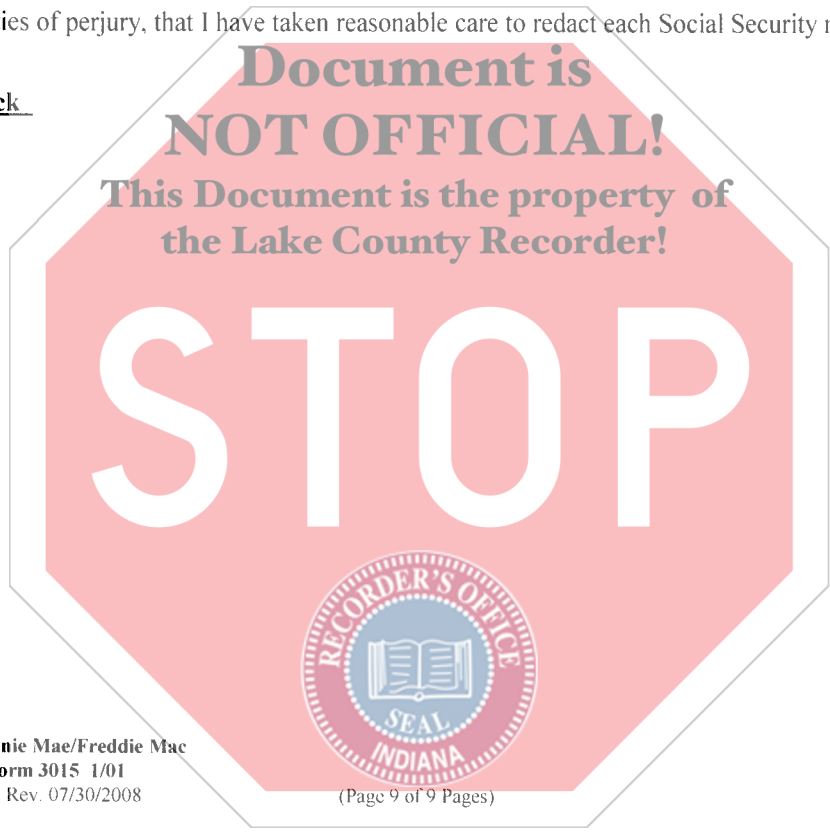 ies of perjury, that I have taken reasonable care to redact each Social Security
Document is
ck
NOT OFFICIAL!
This Document is the property of
the Lake County Recorder!
STOP
RECORDER'S OFFICE
SEAL
INDIANA
nie Mae/Freddie Mac
orm 3015 1/01
Rev. 07/30/2008
(Page 9 of 9 Pages)